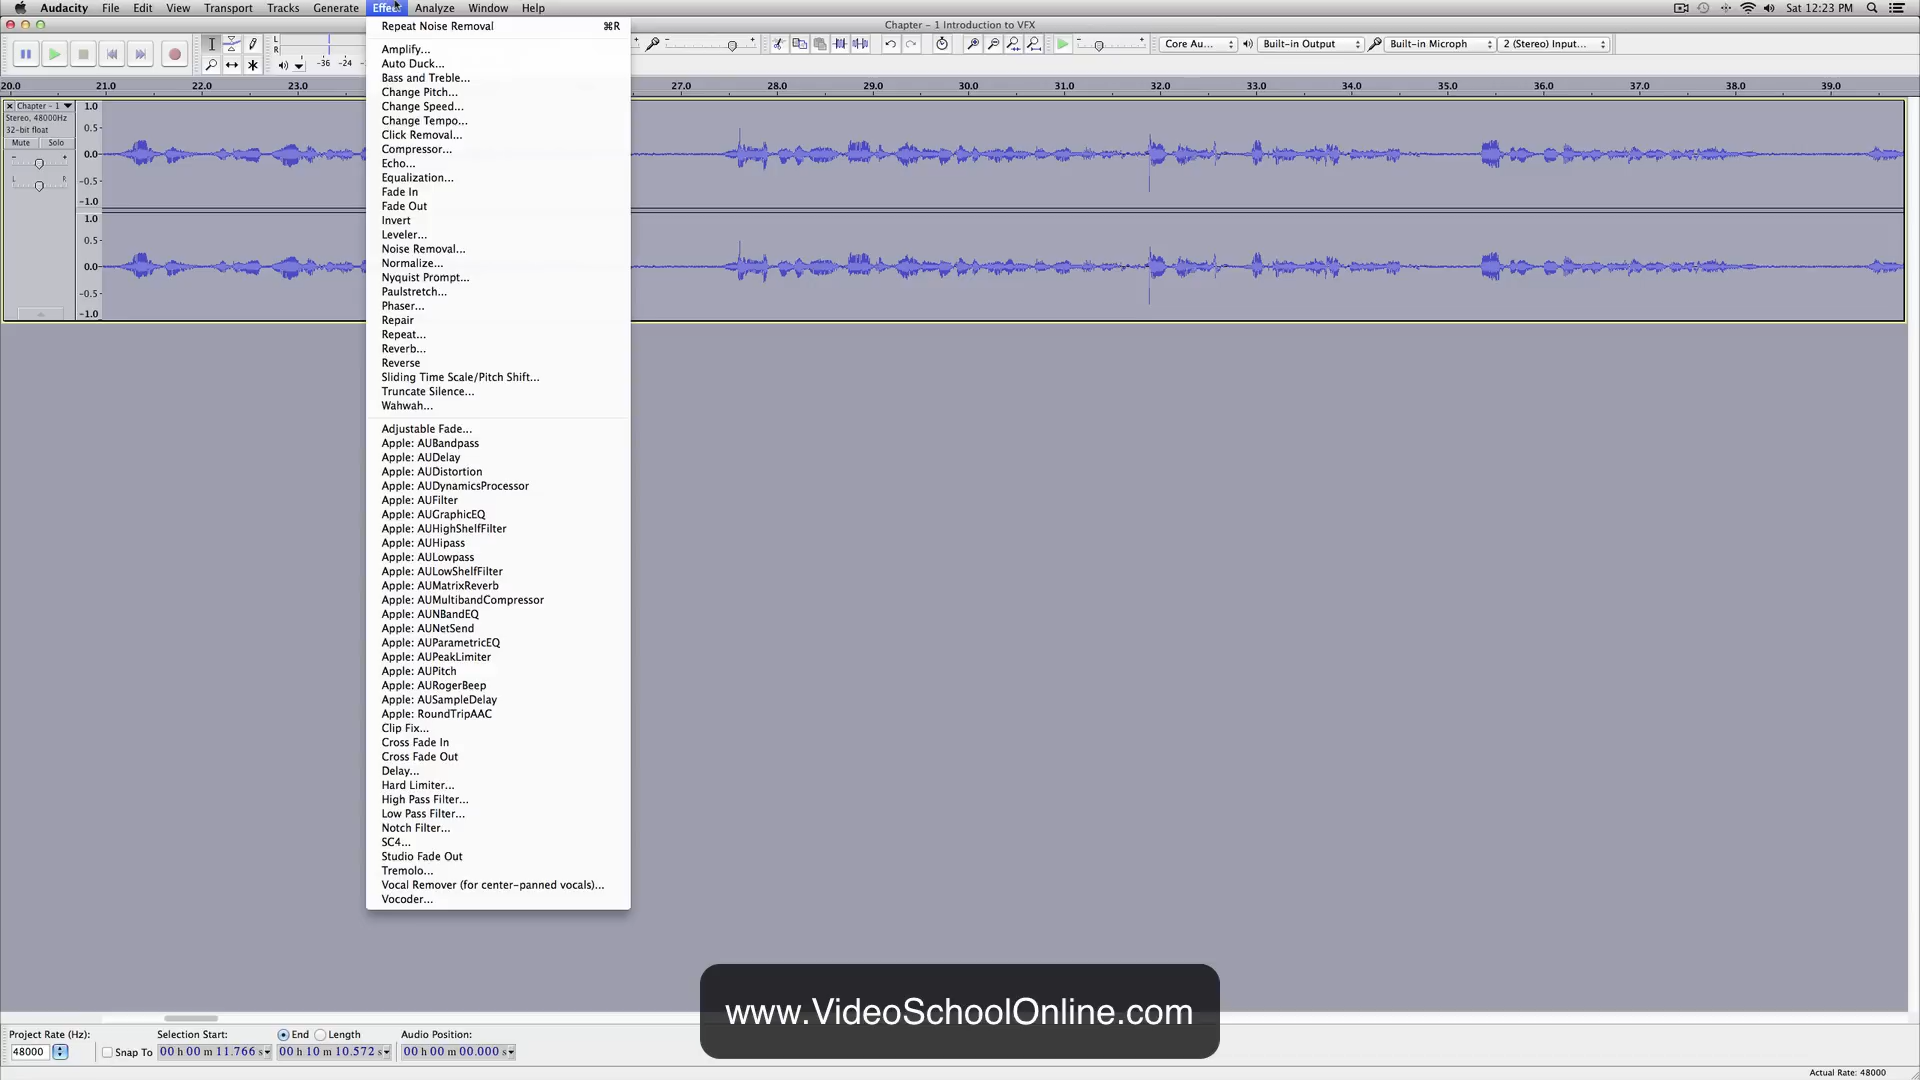 Audacity File Edit View Transport Tracks Generate Effect Analyze Window Help Sat 12:23 PM
Chapter - 1 Introduction to VFX
Repeat Noise Removal ⌘R
Amplify...
Auto Duck...
Bass and Treble...
Change Pitch...
Change Speed...
Change Tempo...
Click Removal...
Compressor...
Echo...
Equalization...
Fade In
Fade Out
Invert
Leveler...
Noise Removal...
Normalize...
Nyquist Prompt...
Paulstretch...
Phaser...
Repair
Repeat...
Reverb...
Reverse
Sliding Time Scale/Pitch Shift...
Truncate Silence...
Wahwah...
Adjustable Fade...
Apple: AUBandpass
Apple: AUDelay
Apple: AUDistortion
Apple: AUDynamicsProcessor
Apple: AUFilter
Apple: AUGraphicEQ
Apple: AUHighShelfFilter
Apple: AUHipass
Apple: AULowpass
Apple: AULowShelfFilter
Apple: AUMatrixReverb
Apple: AUMultibandCompressor
Apple: AUNBandEQ
Apple: AUNetSend
Apple: AUParametricEQ
Apple: AUPeakLimiter
Apple: AUPitch
Apple: AURogerBeep
Apple: AUSampleDelay
Apple: RoundTripAAC
Clip Fix...
Cross Fade In
Cross Fade Out
Delay...
Hard Limiter...
High Pass Filter...
Low Pass Filter...
Notch Filter...
SC4...
Studio Fade Out
Tremolo...
Vocal Remover (for center-panned vocals)...
Vocoder...
L
R
-36 -24
Core Au... Built-in Output Built-in Microph 2 (Stereo) Input...
20.0 21.0 22.0 23.0 27.0 28.0 29.0 30.0 31.0 32.0 33.0 34.0 35.0 36.0 37.0 38.0 39.0
Chapter - 1
Stereo, 48000Hz
32-bit float
Mute Solo
- +
L R
1.0
0.5
0.0
-0.5
-1.0
1.0
0.5
0.0
-0.5
-1.0
www.VideoSchoolOnline.com
Project Rate (Hz): Selection Start: End Length Audio Position:
48000 Snap To 00 h 00 m 11.766 s 00 h 10 m 10.572 s 00 h 00 m 00.000 s
Actual Rate: 48000